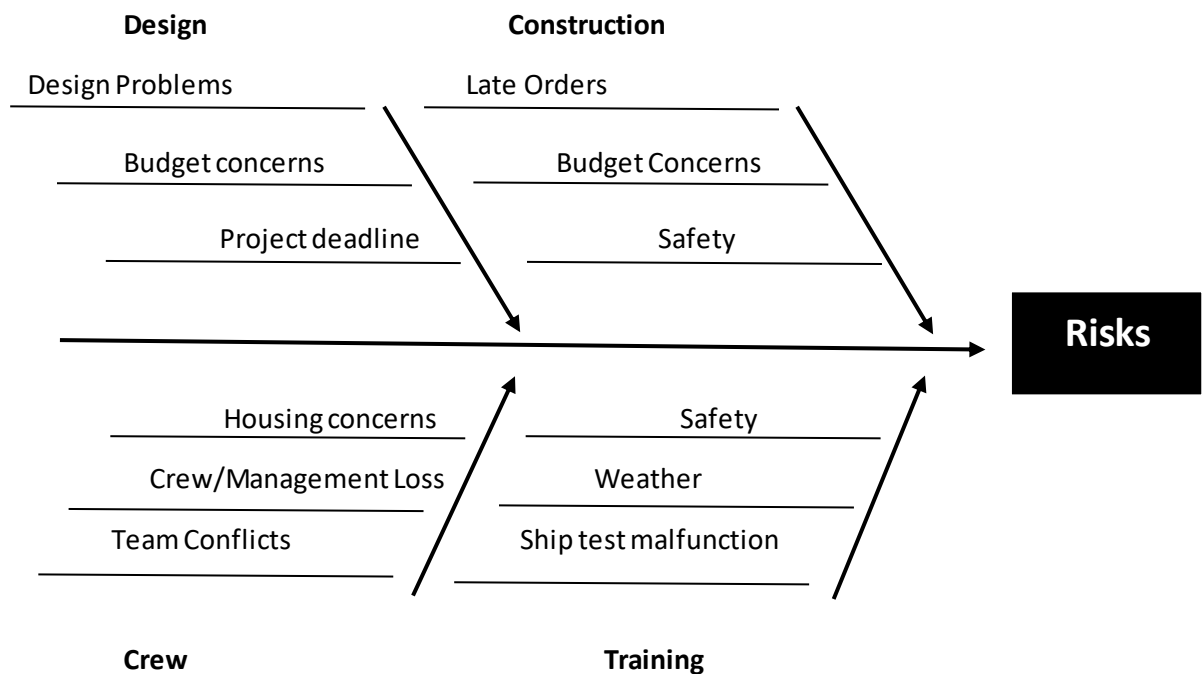 Design
Construction
Design Problems
Late Orders
Budget concerns
Budget Concerns
Project deadline
Safety
Risks
Housing concerns
Safety
Crew/Management Loss
Weather
Team Conflicts
Ship test malfunction
Crew
Training